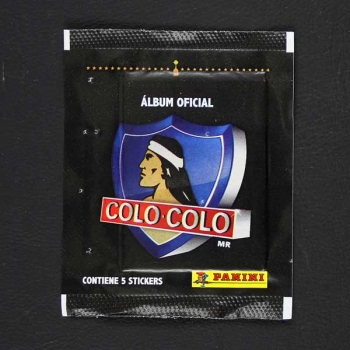 ÁLBUM OFICIAL
COLO·COLO
MR
CONTIENE 5 STICKERS
PANINI